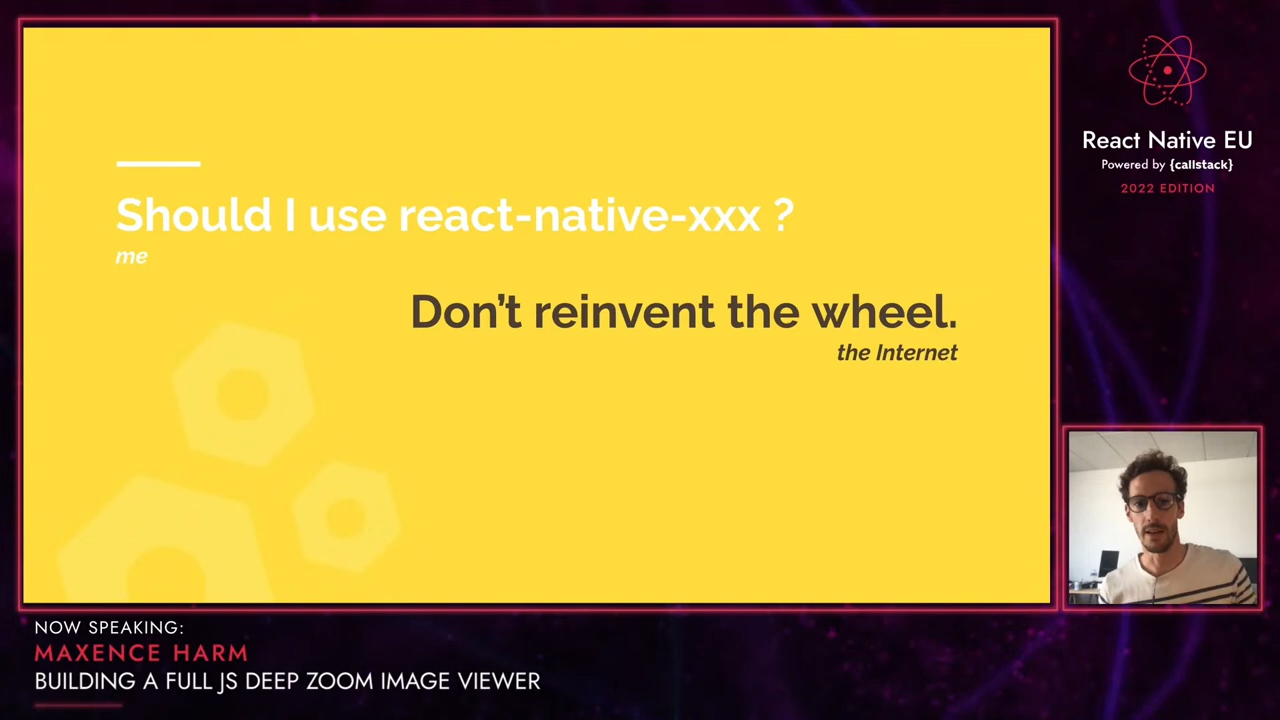 Should I use react-native-xxx ?
me
Don’t reinvent the wheel.
the Internet
React Native EU
Powered by {callstack}
2022 EDITION
NOW SPEAKING:
MAXENCE HARM
BUILDING A FULL JS DEEP ZOOM IMAGE VIEWER